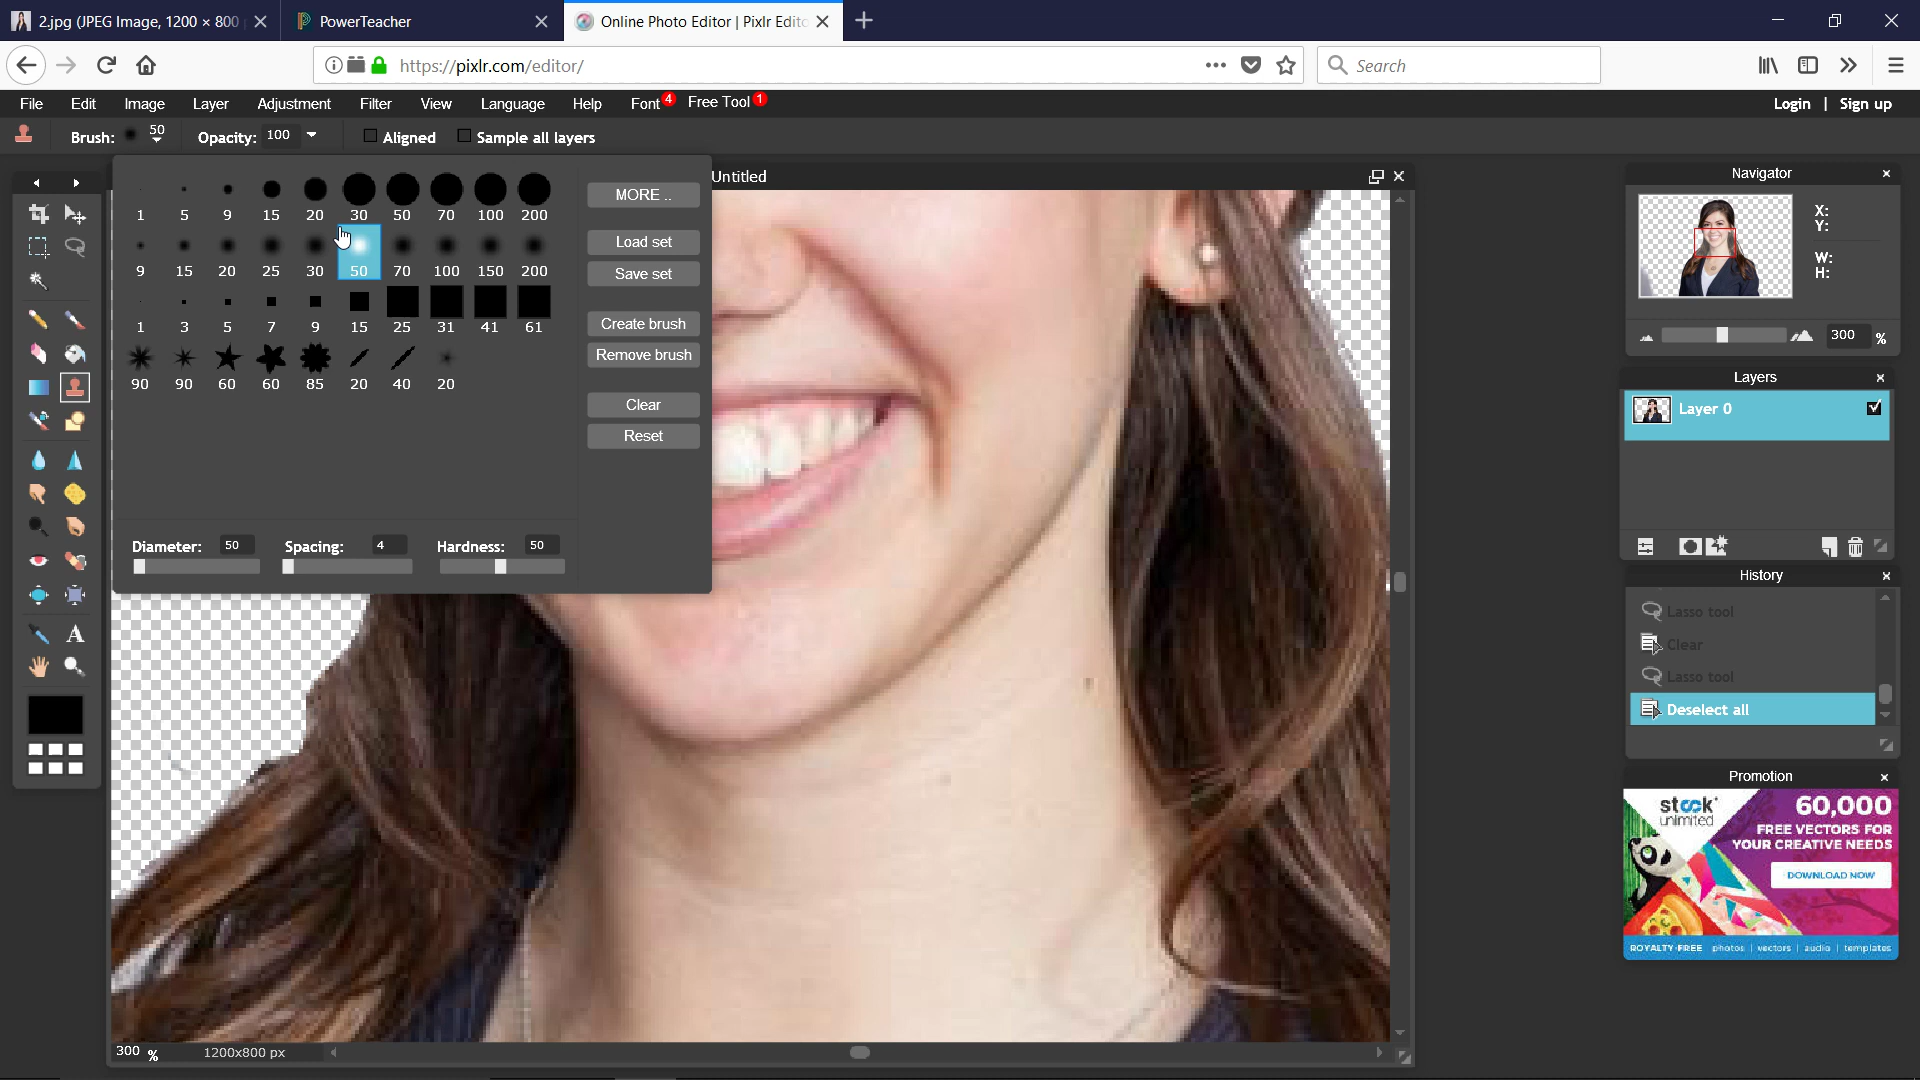 2.jpg (JPEG Image, 1200 × 800
PowerTeacher
Online Photo Editor | Pixlr Edito
https://pixlr.com/editor/
Search
File Edit Image Layer Adjustment Filter View Language Help Font 4 Free Tool 1 Login | Sign up
Brush: 50 Opacity: 100 Aligned Sample all layers
Untitled
1 5 9 15 20 30 50 70 100 200
9 15 20 25 30 50 70 100 150 200
1 3 5 7 9 15 25 31 41 61
90 90 60 60 85 20 40 20
MORE ..
Load set
Save set
Create brush
Remove brush
Clear
Reset
Diameter: 50 Spacing: 4 Hardness: 50
Navigator
X:
Y:
W:
H:
300 %
Layers
Layer 0
History
Lasso tool
Clear
Lasso tool
Deselect all
Promotion
stock
unlimited
60,000
FREE VECTORS FOR
YOUR CREATIVE NEEDS
DOWNLOAD NOW
ROYALTY-FREE photos | vectors | audio | templates
A
300 % 1200x800 px